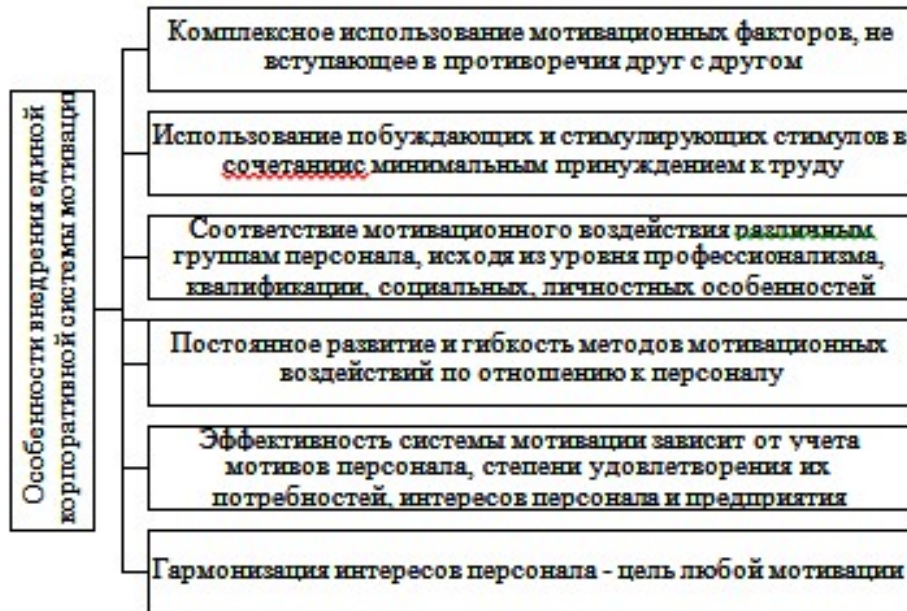 Особенности внедрения единой
корпоративной системы мотиваци
Комплексное использование мотивационных факторов, не
вступающее в противоречия друг с другом
Использование побуждающих и стимулирующих стимулов в
сочетаниис минимальным принуждением к труду
Соответствие мотивационного воздействия различным
группам персонала, исходя из уровня профессионализма,
квалификации, социальных, личностных особенностей
Постоянное развитие и гибкость методов мотивационных
воздействий по отношению к персоналу
Эффективность системы мотивации зависит от учета
мотивов персонала, степени удовлетворения их
потребностей, интересов персонала и предприятия
Гармонизация интересов персонала - цель любой мотивации